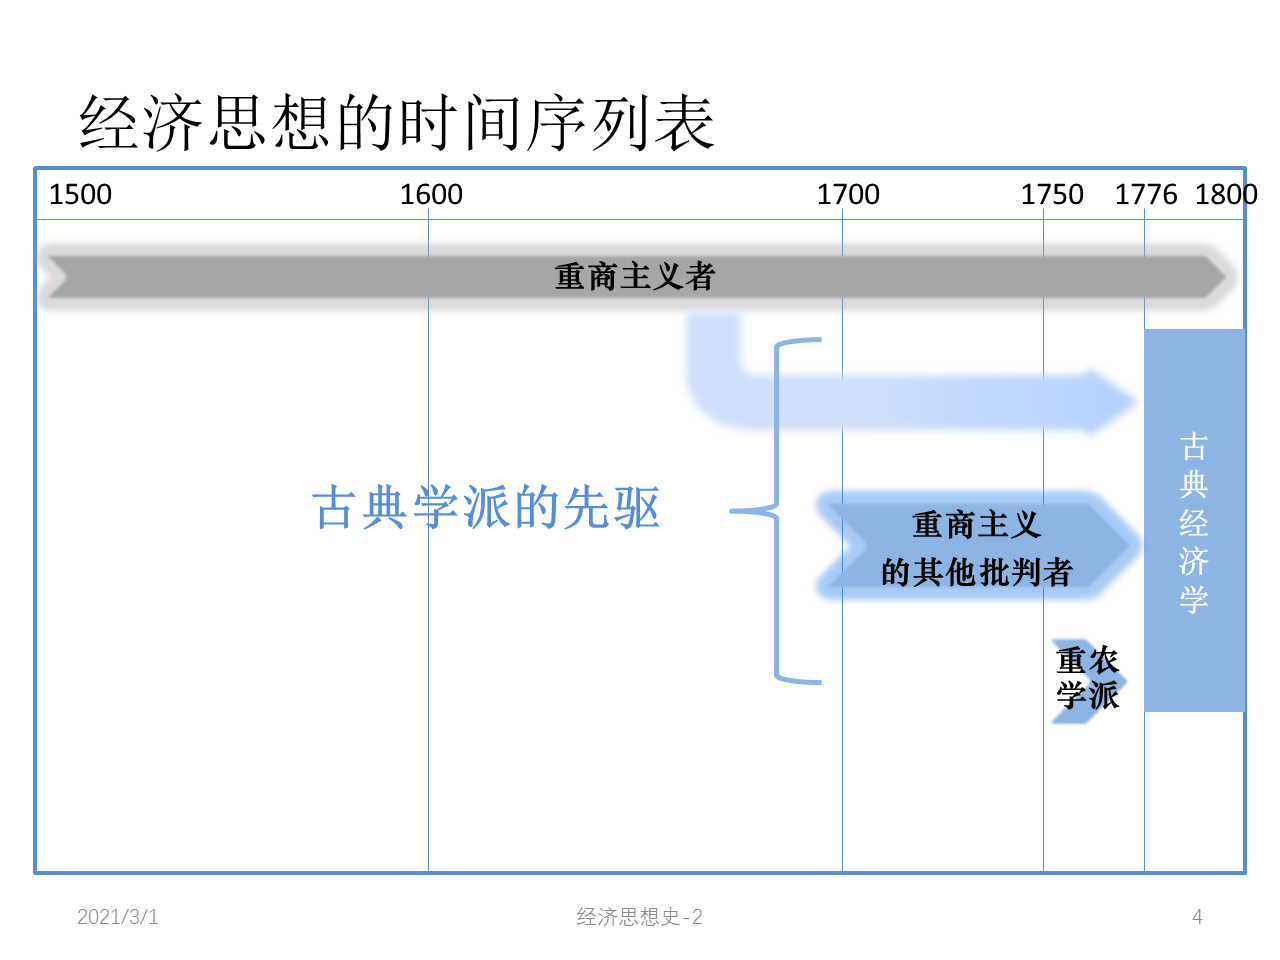 经济思想的时间序列表
1500 1600 1700 1750 1776 1800
重商主义者
古典学派的先驱
重商主义
的其他批判者
重农
学派
古
典
经
济
学
2021/3/1 经济思想史-2 4